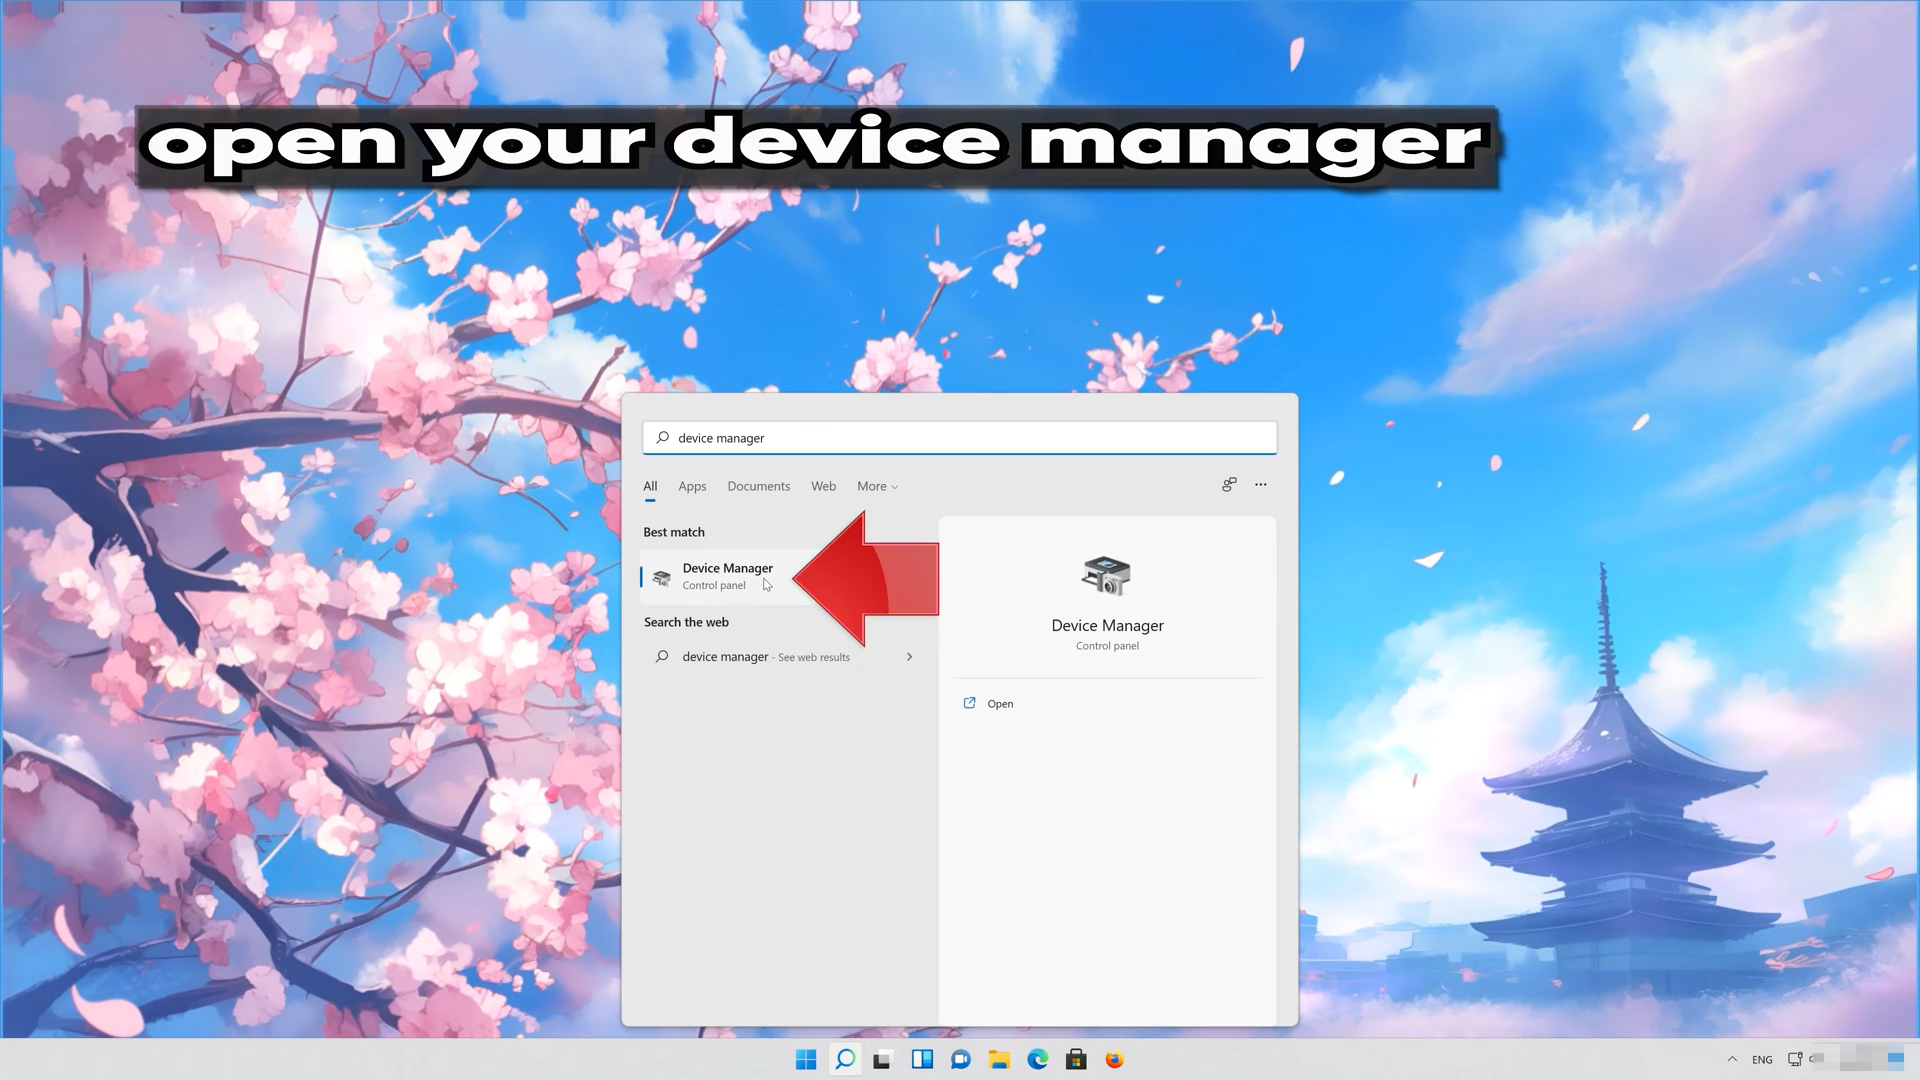 open your device manager
device manager
All Apps Documents Web More
Best match
Device Manager
Control panel
Search the web
device manager - See web results
Device Manager
Control panel
Open
ENG